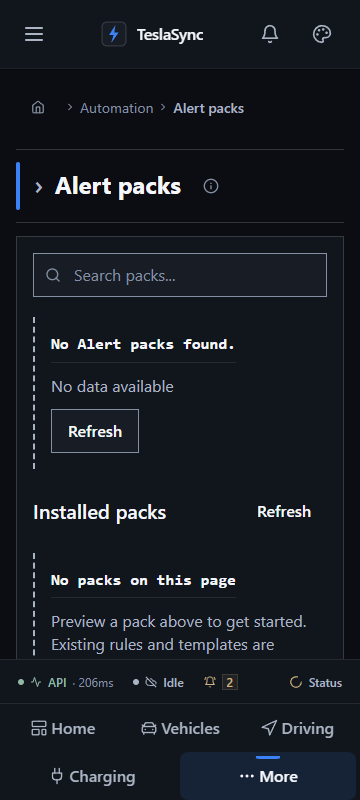 TeslaSync
Automation > Alert packs
› Alert packs
Search packs...
No Alert packs found.
No data available
Refresh
Installed packs Refresh
No packs on this page
Preview a pack above to get started.
Existing rules and templates are
API · 206ms Idle 2 Status
Home Vehicles Driving
Charging ··· More